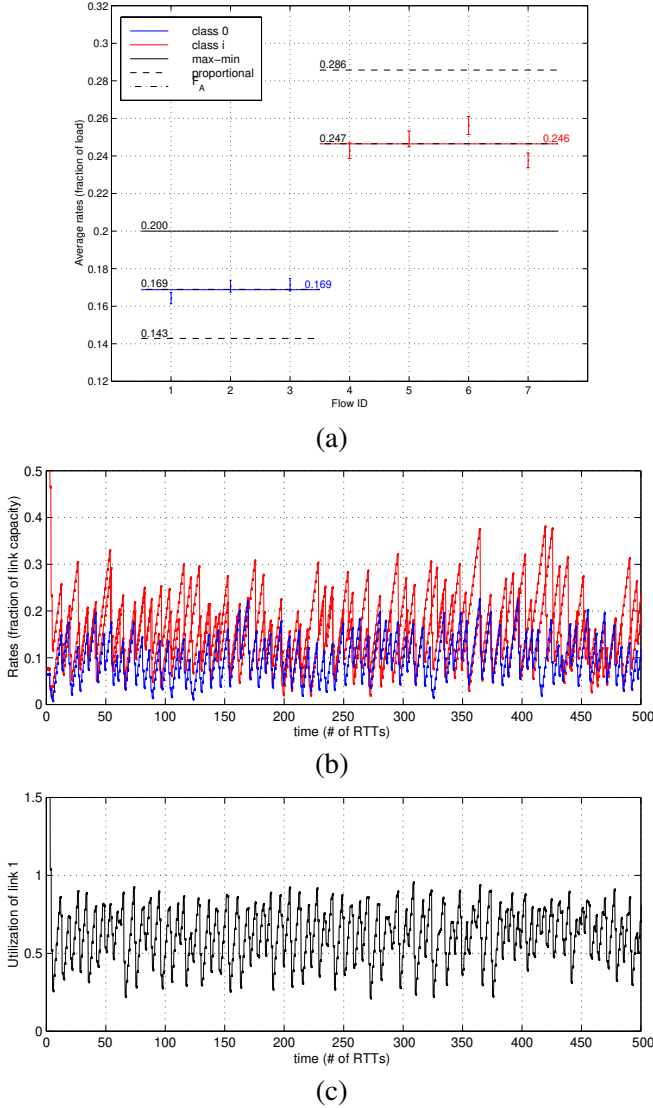 0.32
0.3
0.28
0.26
0.24
0.22
0.2
0.18
0.16
0.14
0.12
Average rates (fraction of load)
class 0
class i
max−min
proportional
F_A
0.286
0.247
0.246
0.200
0.169
0.169
0.143
1 2 3 4 5 6 7
Flow ID
(a)
0.5
0.4
0.3
0.2
0.1
0
Rates (fraction of link capacity)
0 50 100 150 200 250 300 350 400 450 500
time (# of RTTs)
(b)
1.5
1
0.5
0
Utilization of link 1
0 50 100 150 200 250 300 350 400 450 500
time (# of RTTs)
(c)